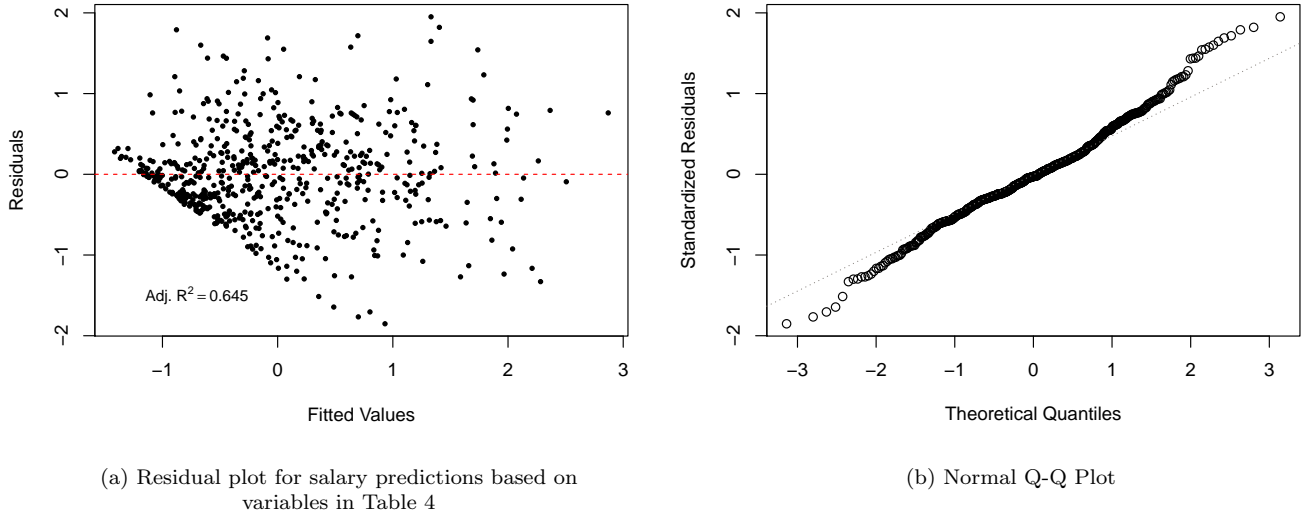 2
1
0
−1
−2
Residuals
Adj. R² = 0.645
−1
0
1
2
3
Fitted Values
(a) Residual plot for salary predictions based on
variables in Table 4
2
1
0
−1
−2
Standardized Residuals
−3
−2
−1
0
1
2
3
Theoretical Quantiles
(b) Normal Q-Q Plot